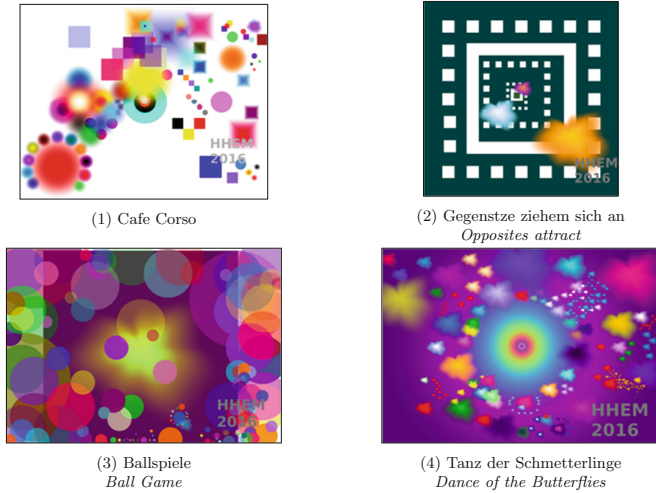 HHEM
2016
(1) Cafe Corso
HHEM
2016
(2) Gegenstze ziehem sich an
Opposites attract
HHEM
2016
(3) Ballspiele
Ball Game
HHEM
2016
(4) Tanz der Schmetterlinge
Dance of the Butterflies